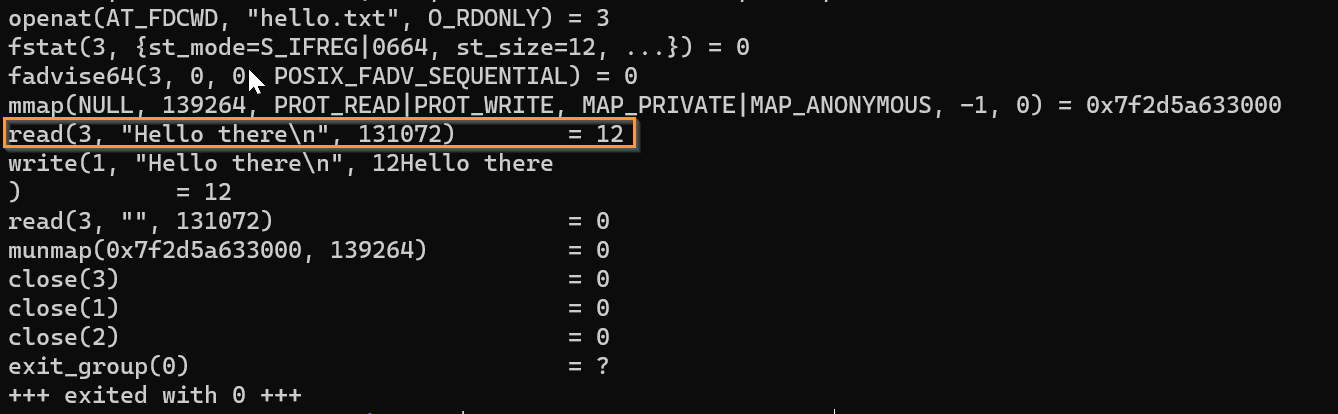 openat(AT_FDCWD, "hello.txt", O_RDONLY) = 3
fstat(3, {st_mode=S_IFREG|0664, st_size=12, ...}) = 0
fadvise64(3, 0, 0, POSIX_FADV_SEQUENTIAL) = 0
mmap(NULL, 139264, PROT_READ|PROT_WRITE, MAP_PRIVATE|MAP_ANONYMOUS, -1, 0) = 0x7f2d5a633000
read(3, "Hello there\n", 131072)        = 12
write(1, "Hello there\n", 12Hello there
)           = 12
read(3, "", 131072)                     = 0
munmap(0x7f2d5a633000, 139264)          = 0
close(3)                                = 0
close(1)                                = 0
close(2)                                = 0
exit_group(0)                           = ?
+++ exited with 0 +++